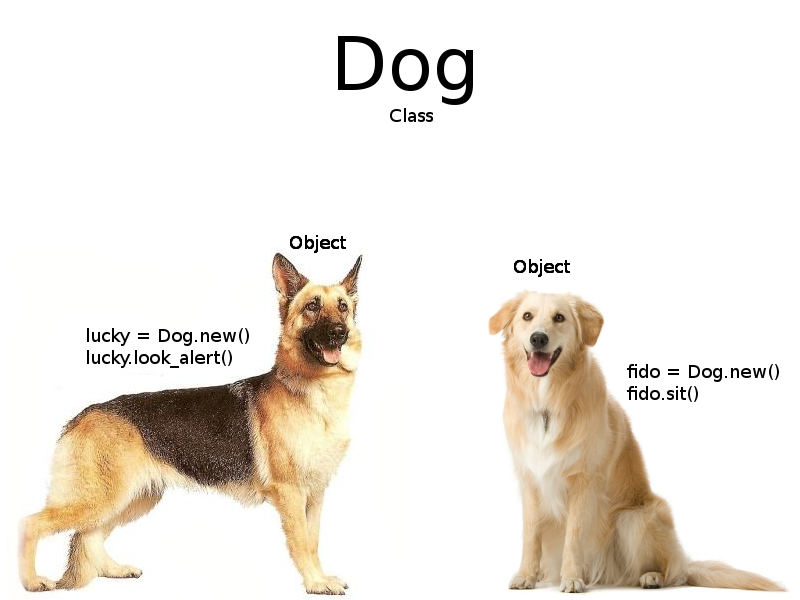 Dog
Class
Object
Object
lucky = Dog.new()
lucky.look_alert()
fido = Dog.new()
fido.sit()